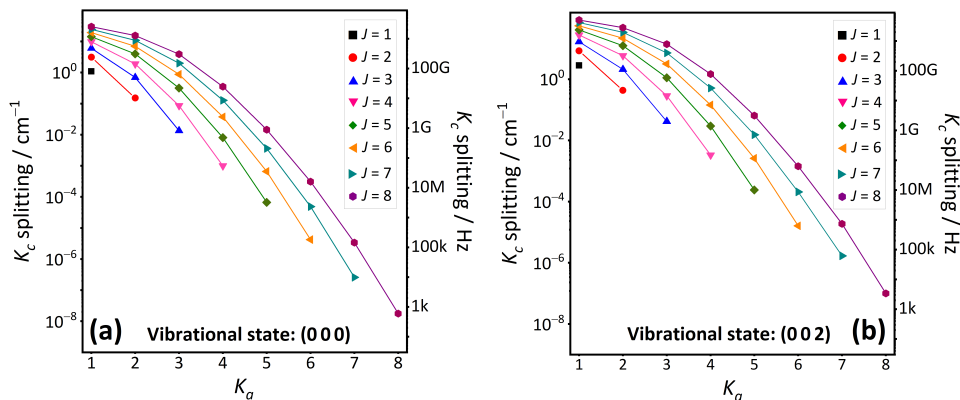 K_c splitting / cm⁻¹
10⁰
10⁻²
10⁻⁴
10⁻⁶
10⁻⁸
J = 1
J = 2
J = 3
J = 4
J = 5
J = 6
J = 7
J = 8
100G
1G
10M
100k
1k
K_c splitting / Hz
(a)
Vibrational state: (0 0 0)
1 2 3 4 5 6 7 8
K_a
K_c splitting / cm⁻¹
10⁰
10⁻²
10⁻⁴
10⁻⁶
10⁻⁸
J = 1
J = 2
J = 3
J = 4
J = 5
J = 6
J = 7
J = 8
100G
1G
10M
100k
1k
K_c splitting / Hz
Vibrational state: (0 0 2)
(b)
1 2 3 4 5 6 7 8
K_a